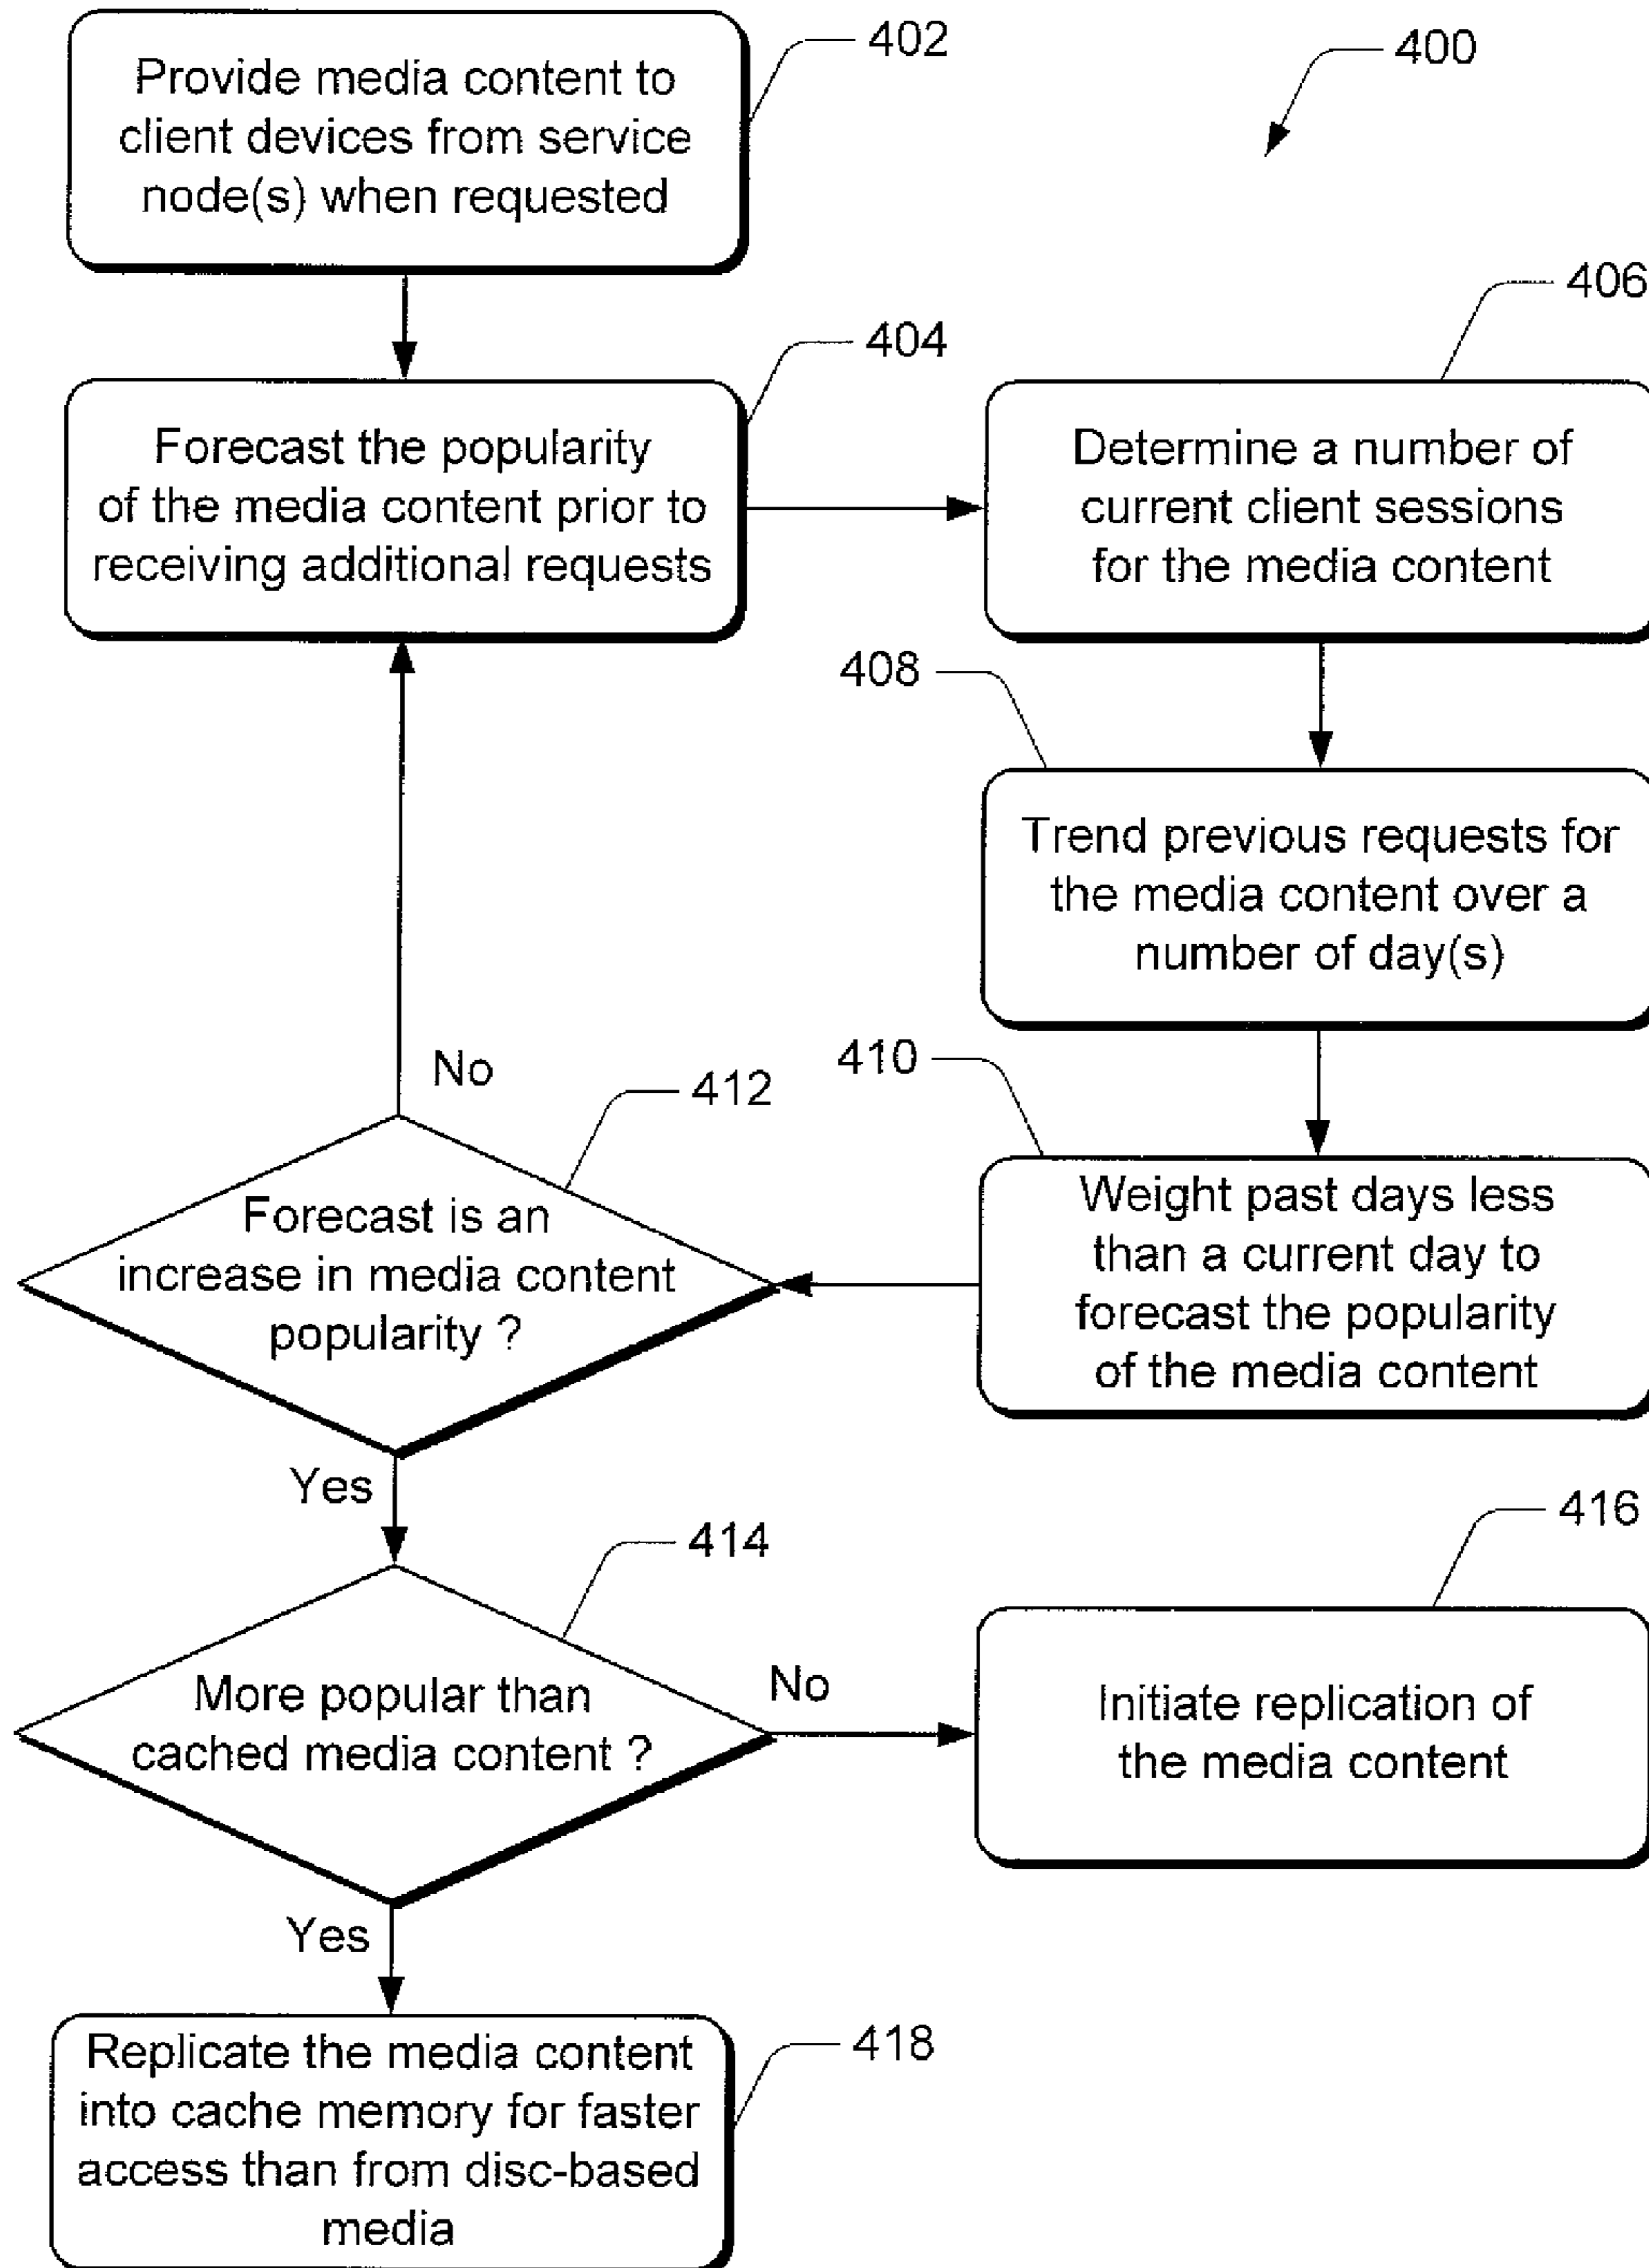 402
400
Provide media content to
client devices from service
node(s) when requested
406
404
Forecast the popularity
of the media content prior to
receiving additional requests
Determine a number of
current client sessions
for the media content
408
Trend previous requests for
the media content over a
number of day(s)
410
No
412
Weight past days less
than a current day to
forecast the popularity
of the media content
Forecast is an
increase in media content
popularity ?
Yes
414
416
More popular than
cached media content ?
No
Initiate replication of
the media content
Yes
418
Replicate the media content
into cache memory for faster
access than from disc-based
media